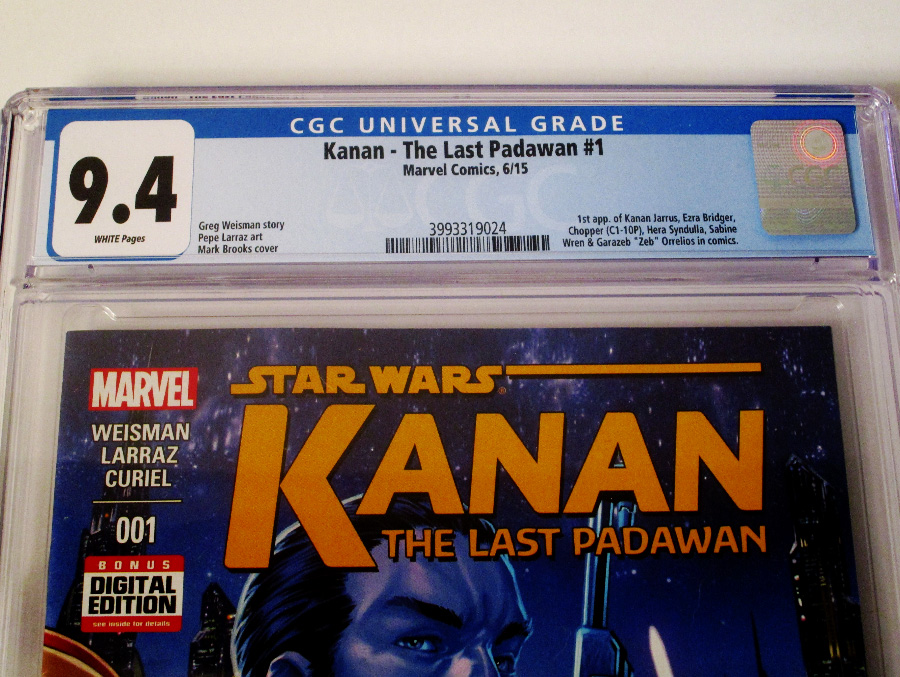 CGC UNIVERSAL GRADE
9.4
WHITE Pages
Kanan - The Last Padawan #1
Marvel Comics, 6/15
Greg Weisman story
Pepe Larraz art
Mark Brooks cover
3993319024
1st app. of Kanan Jarrus, Ezra Bridger,
Chopper (C1-10P), Hera Syndulla, Sabine
Wren & Garazeb "Zeb" Orrelios in comics.
CGC
CGC
MARVEL
WEISMAN
LARRAZ
CURIEL
001
BONUS
DIGITAL
EDITION
see inside for details
STAR WARS®
KANAN
THE LAST PADAWAN